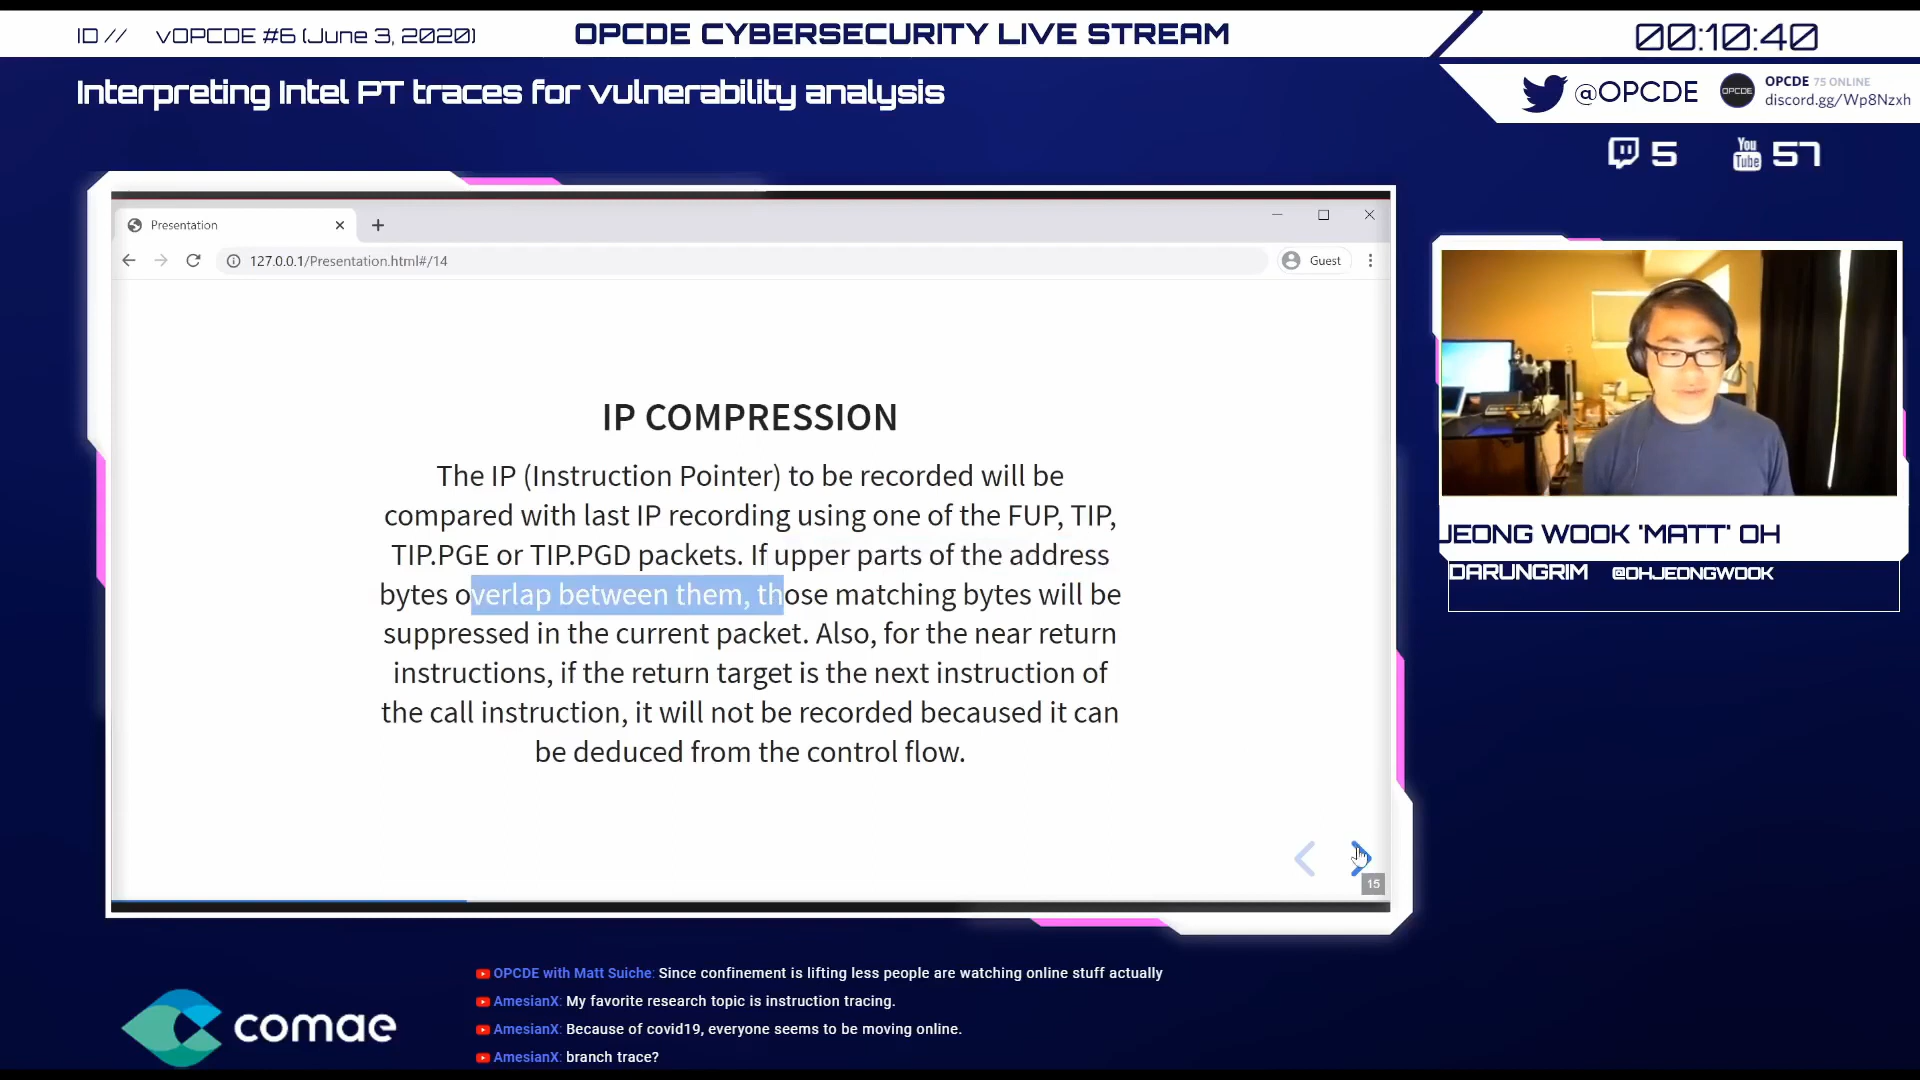 ID // vOPCDE #6 (June 3, 2020)
OPCDE CYBERSECURITY LIVE STREAM
00:10:40
Interpreting Intel PT traces for vulnerability analysis
@OPCDE
OPCDE
OPCDE 75 ONLINE
discord.gg/Wp8Nzxh
5
You
Tube
57
Presentation
127.0.0.1/Presentation.html#/14
Guest
IP COMPRESSION
The IP (Instruction Pointer) to be recorded will be
compared with last IP recording using one of the FUP, TIP,
TIP.PGE or TIP.PGD packets. If upper parts of the address
bytes overlap between them, those matching bytes will be
suppressed in the current packet. Also, for the near return
instructions, if the return target is the next instruction of
the call instruction, it will not be recorded becaused it can
be deduced from the control flow.
15
JEONG WOOK 'MATT' OH
DARUNGRIM @OHJEONGWOOK
comae
OPCDE with Matt Suiche: Since confinement is lifting less people are watching online stuff actually
AmesianX: My favorite research topic is instruction tracing.
AmesianX: Because of covid19, everyone seems to be moving online.
AmesianX: branch trace?